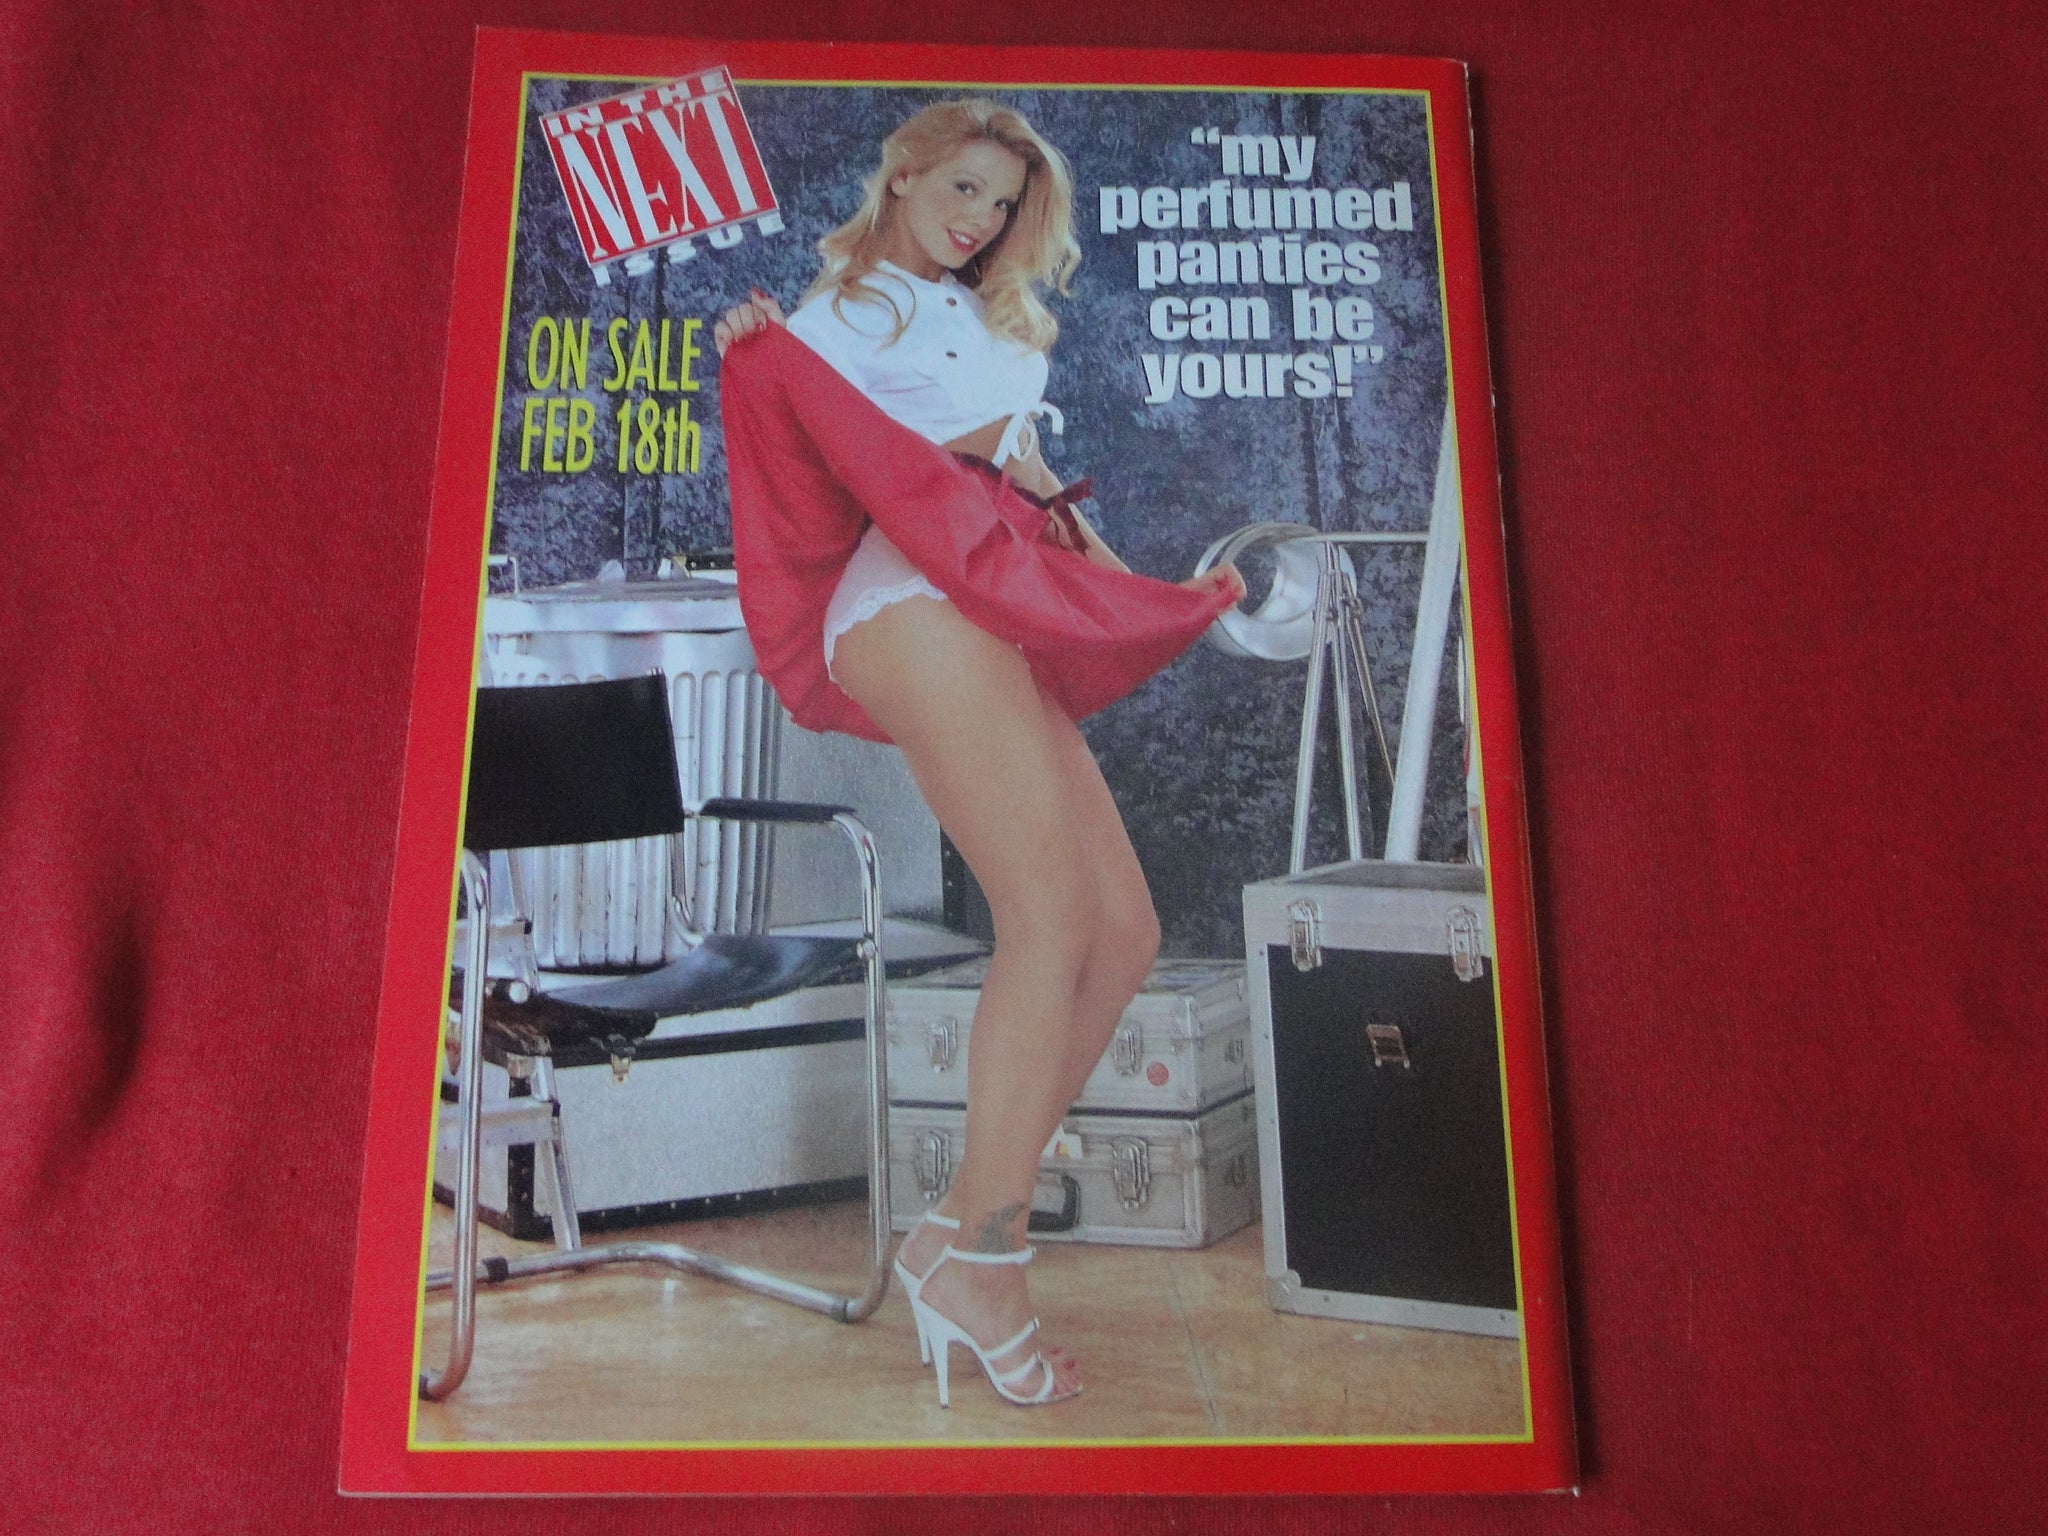 IN THE
NEXT
ISSUE
ON SALE
FEB 18th
“my
perfumed
panties
can be
yours!”